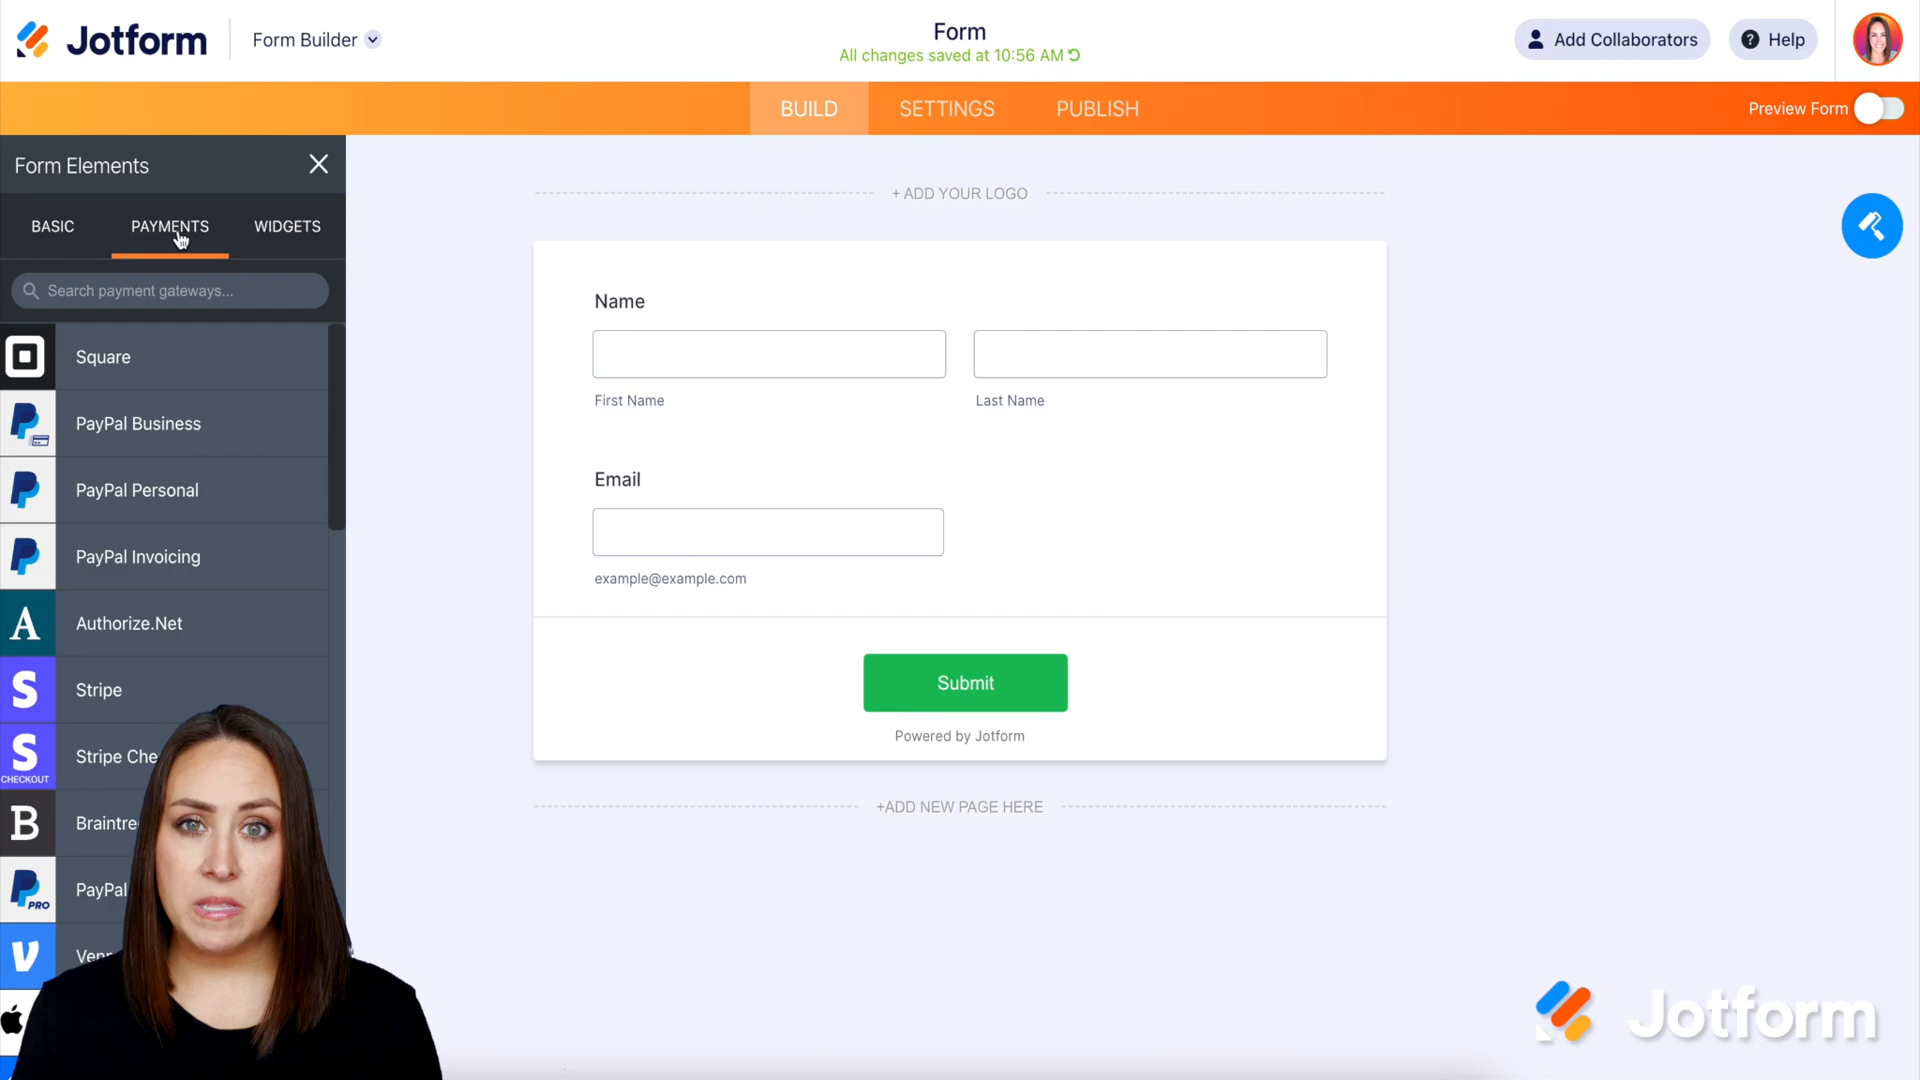 Jotform
Form Builder
Form
All changes saved at 10:56 AM
Add Collaborators
Help
BUILD
SETTINGS
PUBLISH
Preview Form
Form Elements
BASIC
PAYMENTS
WIDGETS
Search payment gateways...
Square
PayPal Business
PayPal Personal
PayPal Invoicing
Authorize.Net
Stripe
Stripe
CHECKOUT
PayPal
PRO
+ ADD YOUR LOGO
Name
First Name
Last Name
Email
example@example.com
Submit
Powered by Jotform
+ADD NEW PAGE HERE
Jotform